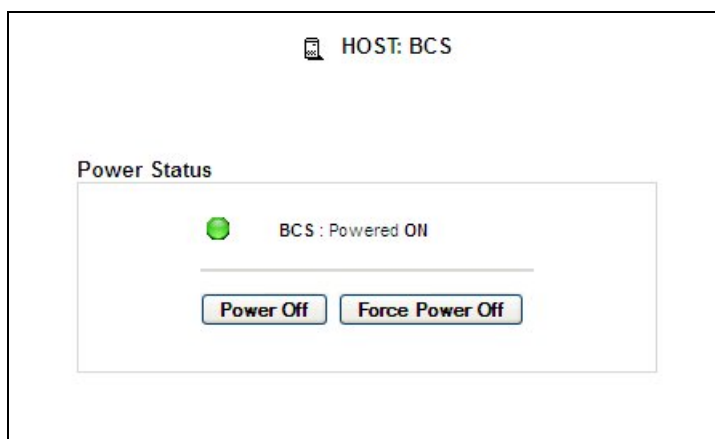 HOST: BCS
Power Status
BCS : Powered ON
Power Off Force Power Off